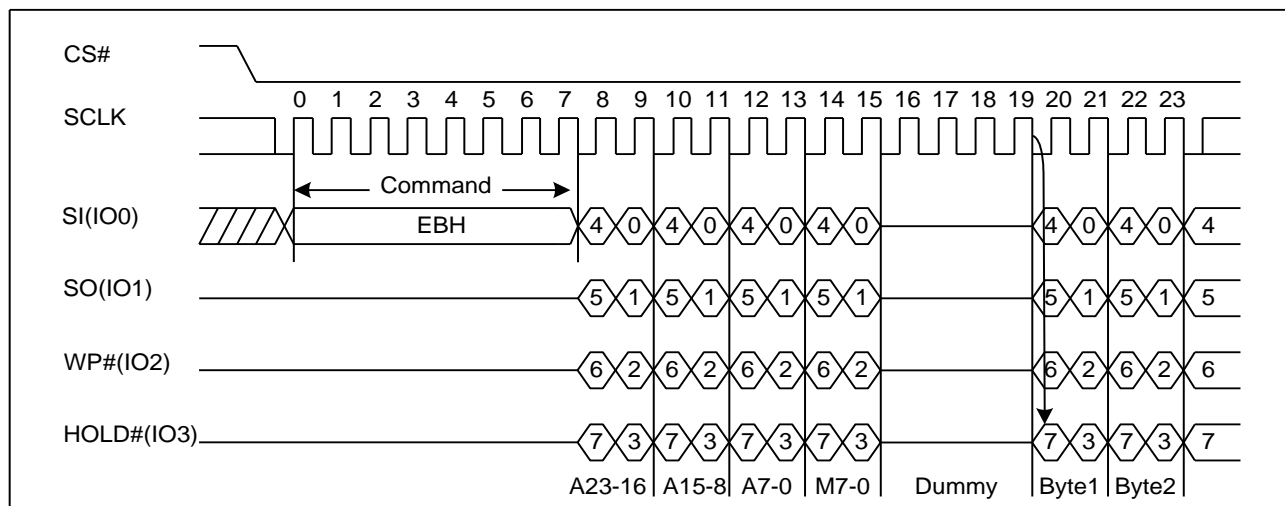 CS#
0 1 2 3 4 5 6 7 8 9 10 11 12 13 14 15 16 17 18 19 20 21 22 23
SCLK
Command
SI(IO0) EBH 4 0 4 0 4 0 4 0 4 0 4 0 4
SO(IO1) 5 1 5 1 5 1 5 1 5 1 5 1 5
WP#(IO2) 6 2 6 2 6 2 6 2 6 2 6 2 6
HOLD#(IO3) 7 3 7 3 7 3 7 3 7 3 7 3 7
A23-16 A15-8 A7-0 M7-0 Dummy Byte1 Byte2